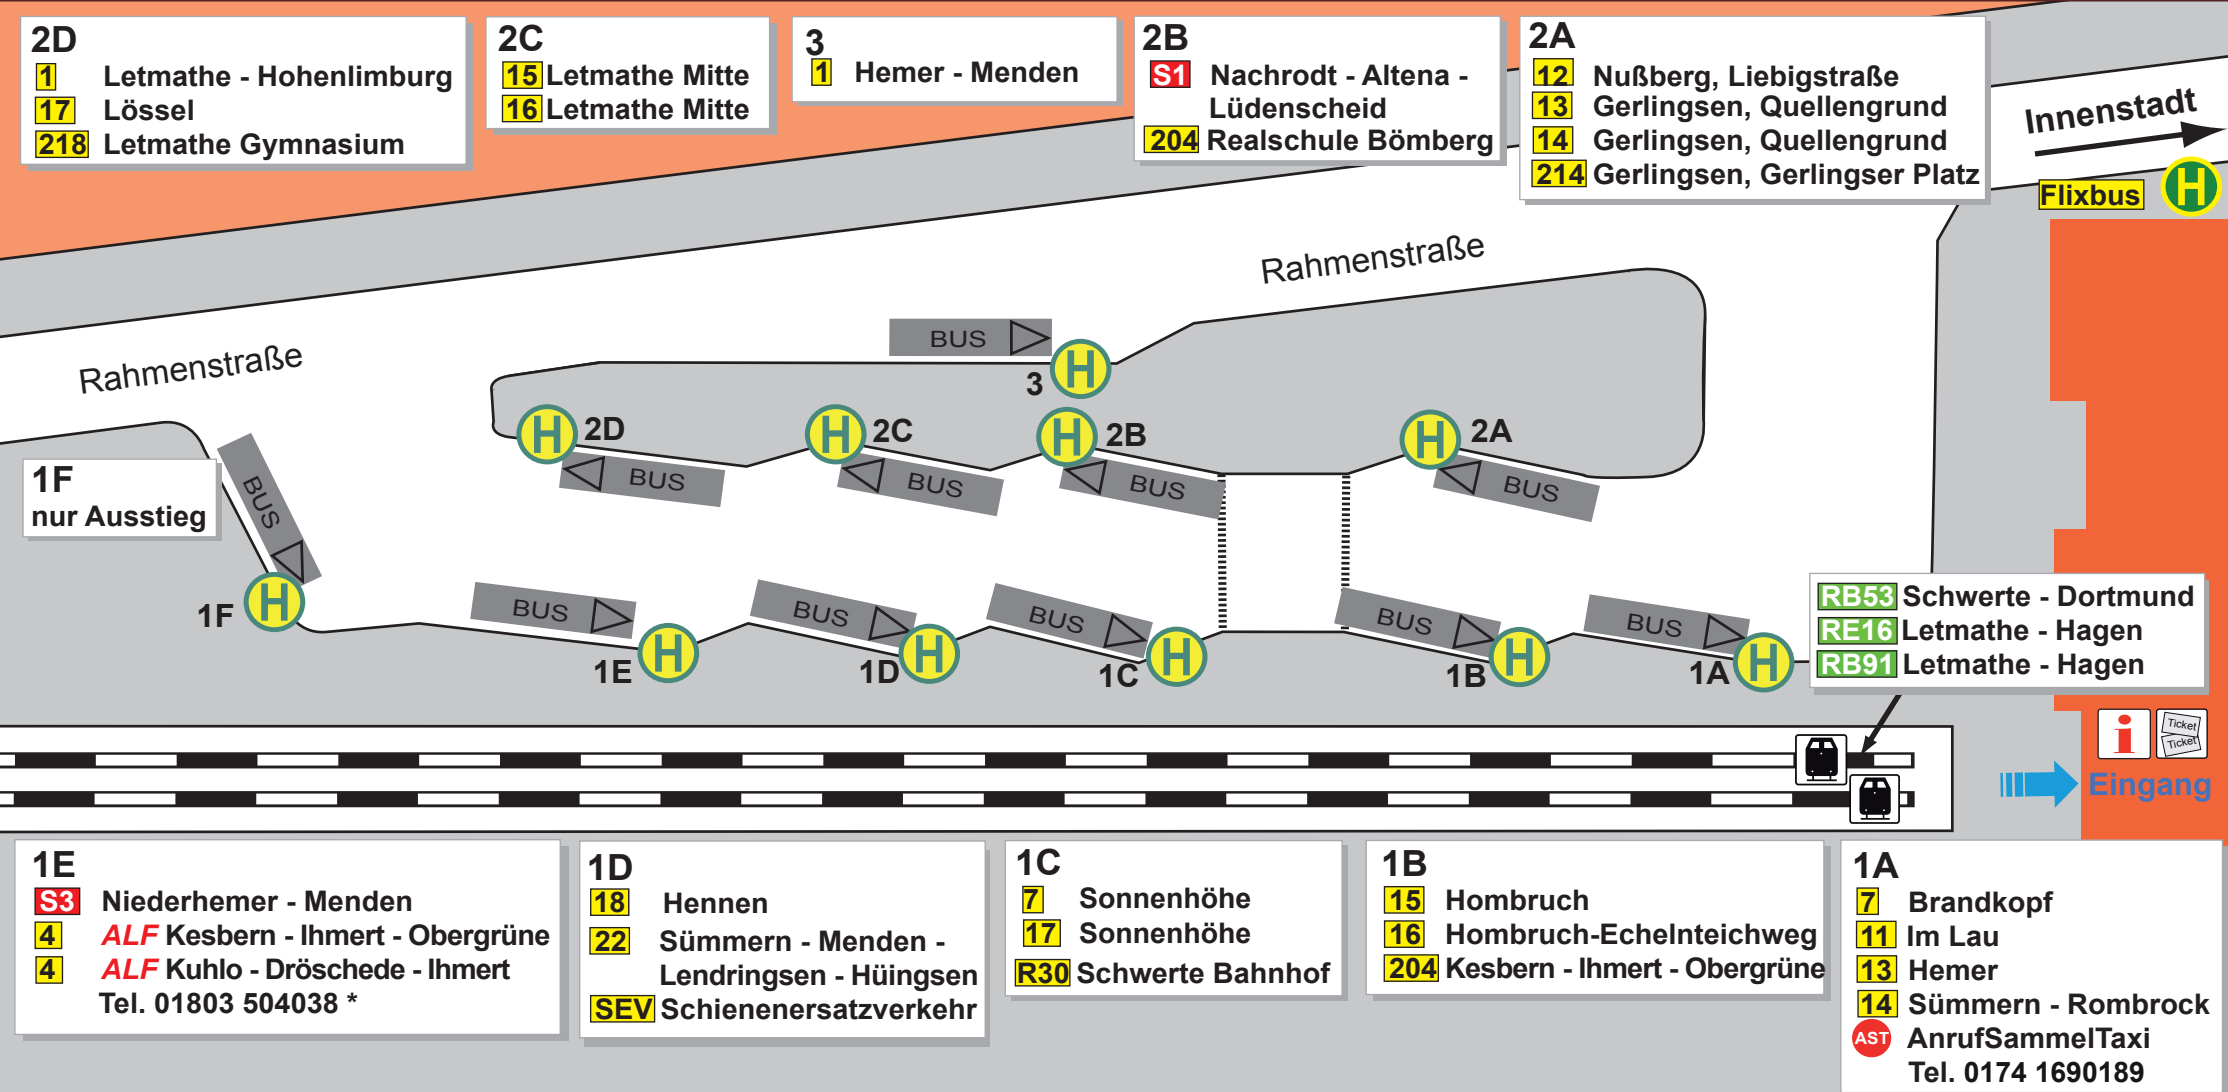 2D
1 Letmathe - Hohenlimburg
17 Lössel
218 Letmathe Gymnasium
2C
15 Letmathe Mitte
16 Letmathe Mitte
3
1 Hemer - Menden
2B
S1 Nachrodt - Altena -
Lüdenscheid
204 Realschule Bömberg
2A
12 Nußberg, Liebigstraße
13 Gerlingsen, Quellengrund
14 Gerlingsen, Quellengrund
214 Gerlingsen, Gerlingser Platz
Innenstadt
Flixbus H
Rahmenstraße
Rahmenstraße
BUS
3 H
H 2D
H 2C
H 2B
H 2A
BUS
BUS
BUS
BUS
1F
nur Ausstieg
BUS
1F H
BUS
BUS
BUS
BUS
BUS
1E H
1D H
1C H
1B H
1A H
RB53 Schwerte - Dortmund
RE16 Letmathe - Hagen
RB91 Letmathe - Hagen
i Ticket
Ticket
Eingang
1E
S3 Niederhemer - Menden
4 ALF Kesbern - Ihmert - Obergrüne
4 ALF Kuhlo - Dröschede - Ihmert
Tel. 01803 504038 *
1D
18 Hennen
22 Sümmern - Menden -
Lendringsen - Hüingsen
SEV Schienenersatzverkehr
1C
7 Sonnenhöhe
17 Sonnenhöhe
R30 Schwerte Bahnhof
1B
15 Hombruch
16 Hombruch-Echelnteichweg
204 Kesbern - Ihmert - Obergrüne
1A
7 Brandkopf
11 Im Lau
13 Hemer
14 Sümmern - Rombrock
AST AnrufSammelTaxi
Tel. 0174 1690189